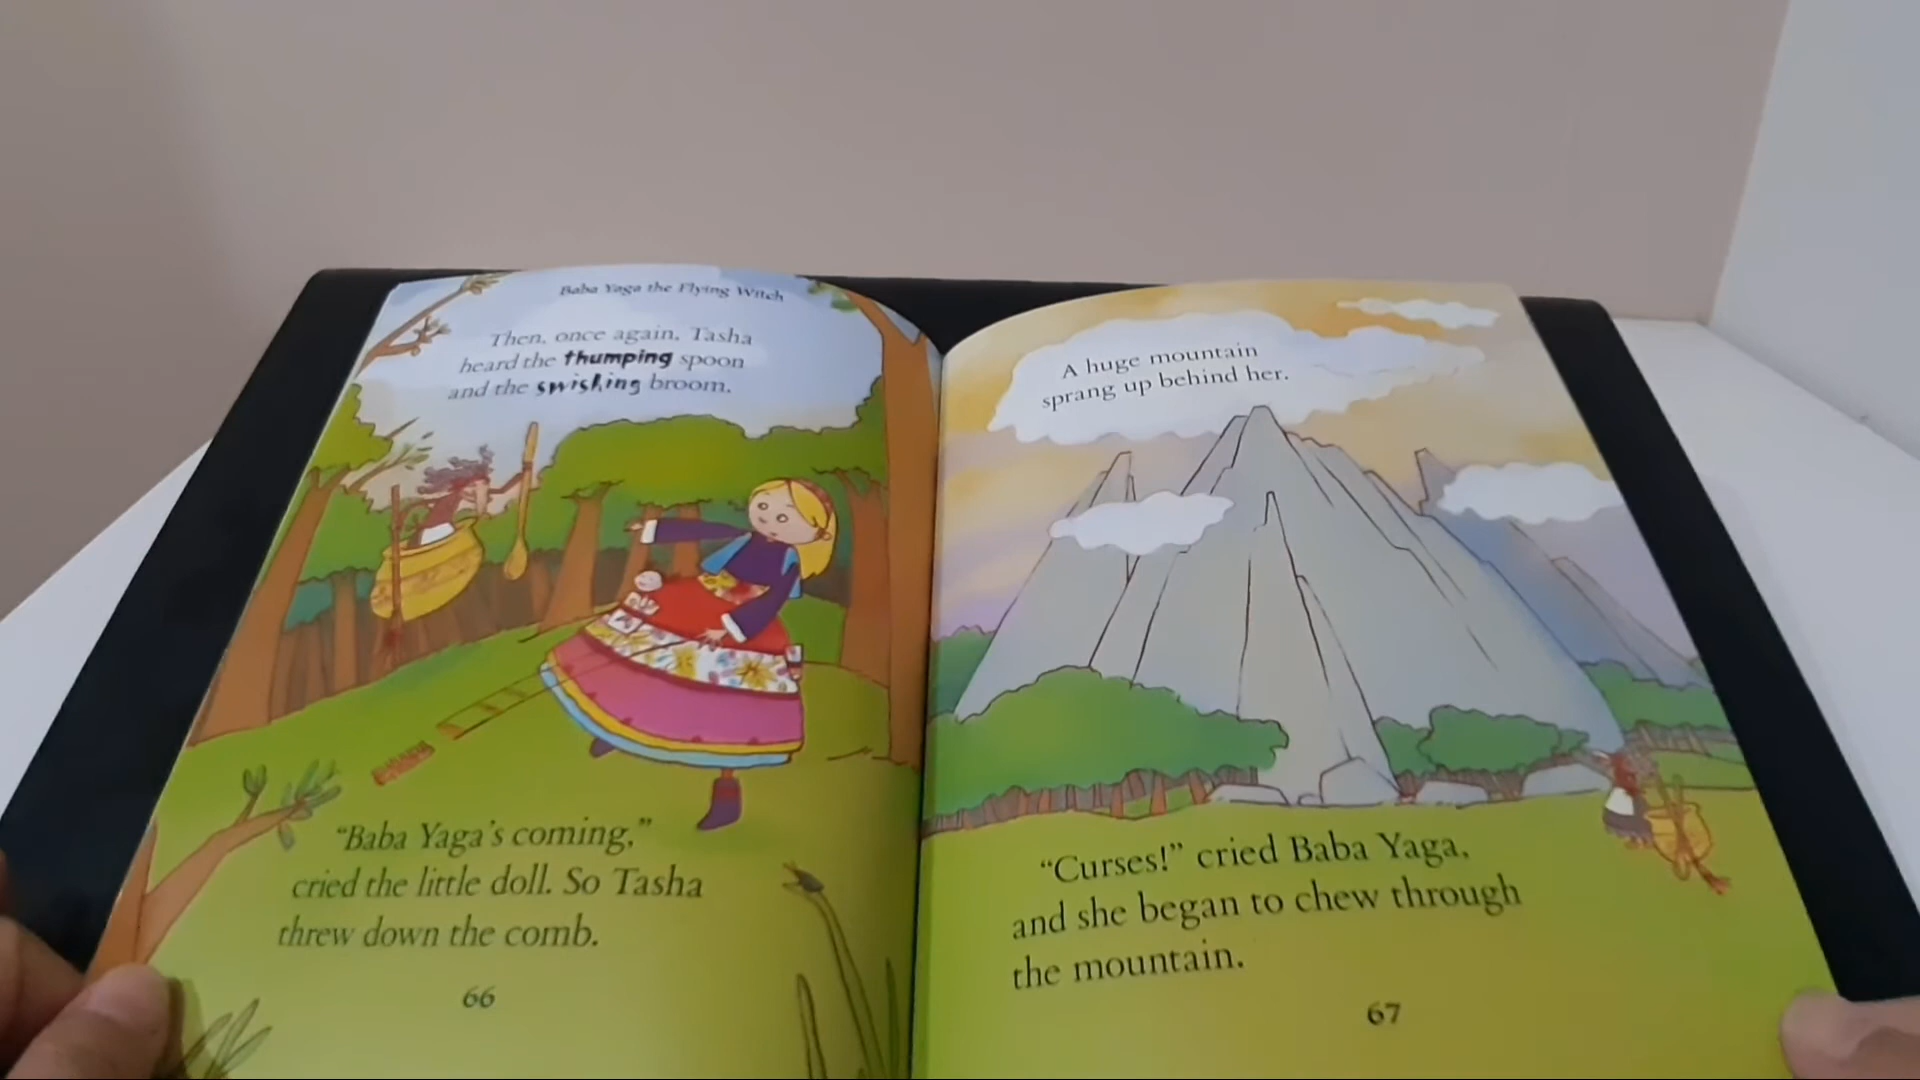 Baba Yaga the Flying Witch
Then, once again, Tasha
heard the thumping spoon
and the swishing broom.
“Baba Yaga’s coming,”
cried the little doll. So Tasha
threw down the comb.
66
A huge mountain
sprang up behind her.
“Curses!” cried Baba Yaga,
and she began to chew through
the mountain.
67